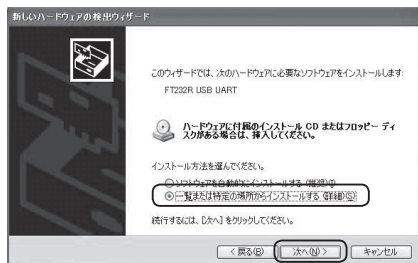 新しいハードウェアの検出ウィザード
このウィザードでは、次のハードウェアに必要なソフトウェアをインストールします:
FT232R USB UART
ハードウェアに付属のインストール CD またはフロッピー ディ
スクがある場合は、挿入してください。
インストール方法を選んでください。
ソフトウェアを自動的にインストールする (推奨)(I)
一覧または特定の場所からインストールする (詳細)(S)
続行するには、[次へ] をクリックしてください。
< 戻る(B)
次へ(N) >
キャンセル